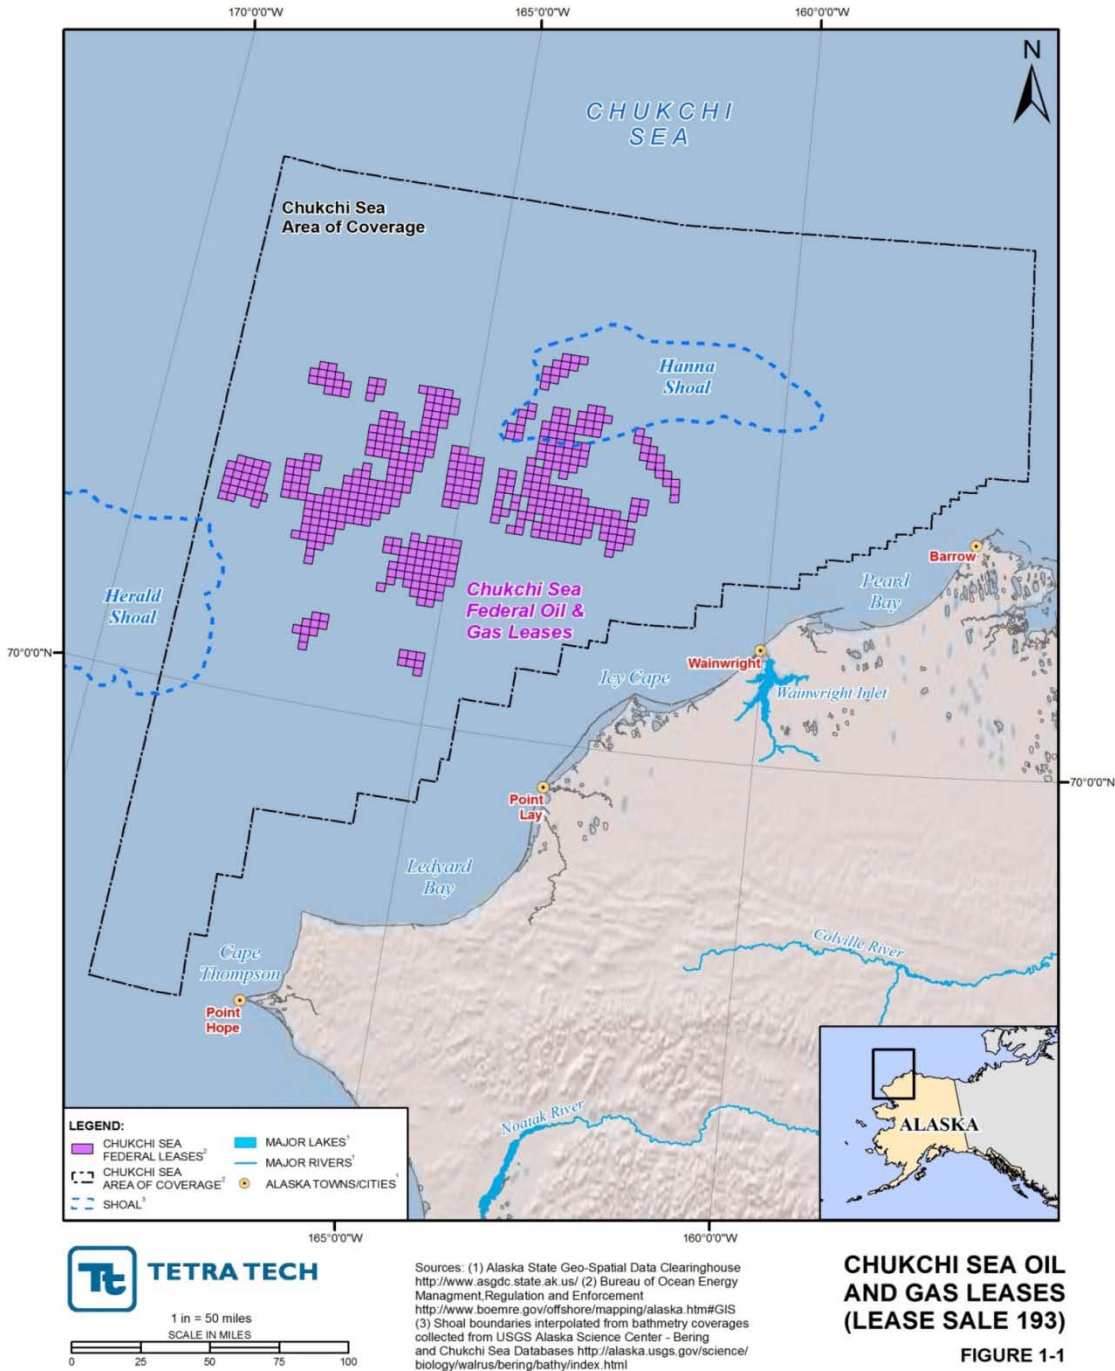 170°0'0"W
165°0'0"W
160°0'0"W
N
CHUKCHI
SEA
Chukchi Sea
Area of Coverage
Hanna
Shoal
Herald
Shoal
Chukchi Sea
Federal Oil &
Gas Leases
Barrow
Peard
Bay
70°0'0"N
Wainwright
Icy Cape
Wainwright Inlet
70°0'0"N
Point
Lay
Ledyard
Bay
Colville River
Cape
Thompson
Point
Hope
Noatak River
ALASKA
LEGEND:
CHUKCHI SEA
FEDERAL LEASES2
CHUKCHI SEA
AREA OF COVERAGE2
SHOAL3
MAJOR LAKES1
MAJOR RIVERS1
ALASKA TOWNS/CITIES1
165°0'0"W
160°0'0"W
Tt
TETRA TECH
1 in = 50 miles
SCALE IN MILES
0 25 50 75 100
Sources: (1) Alaska State Geo-Spatial Data Clearinghouse
http://www.asgdc.state.ak.us/ (2) Bureau of Ocean Energy
Managment,Regulation and Enforcement
http://www.boemre.gov/offshore/mapping/alaska.htm#GIS
(3) Shoal boundaries interpolated from bathmetry coverages
collected from USGS Alaska Science Center - Bering
and Chukchi Sea Databases http://alaska.usgs.gov/science/
biology/walrus/bering/bathy/index.html
CHUKCHI SEA OIL
AND GAS LEASES
(LEASE SALE 193)
FIGURE 1-1